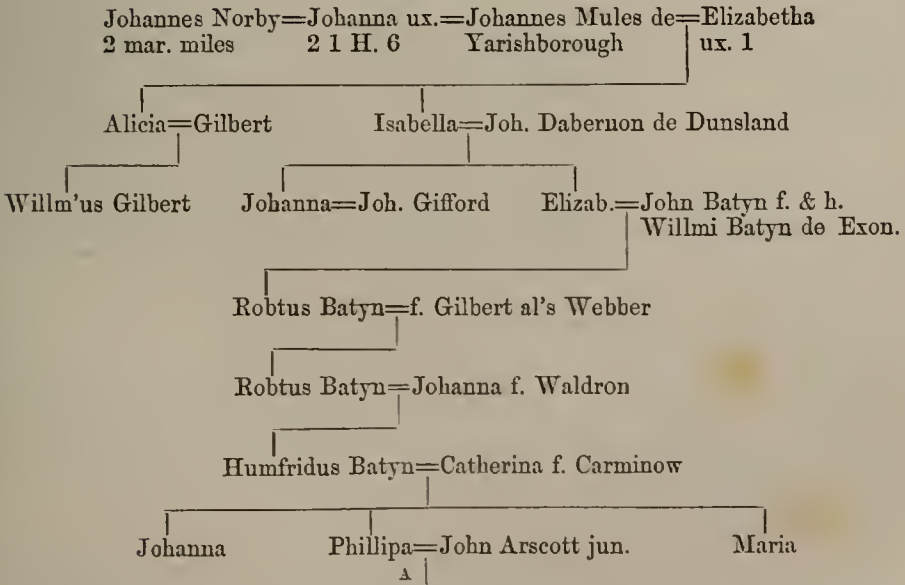 Johannes Norby=Johanna ux.=Johannes Mules de=Elizabetha
2 mar. miles 2 1 H. 6 Yarishborough ux. 1
Alicia=Gilbert Isabella=Joh. Dabernon de Dunsland
Willm'us Gilbert Johanna=Joh. Gifford Elizab.=John Batyn f. & h.
Willmi Batyn de Exon.
Robtus Batyn=f. Gilbert al's Webber
Robtus Batyn=Johanna f. Waldron
Humfridus Batyn=Catherina f. Carminow
Johanna Phillipa=John Arscott jun. Maria
A